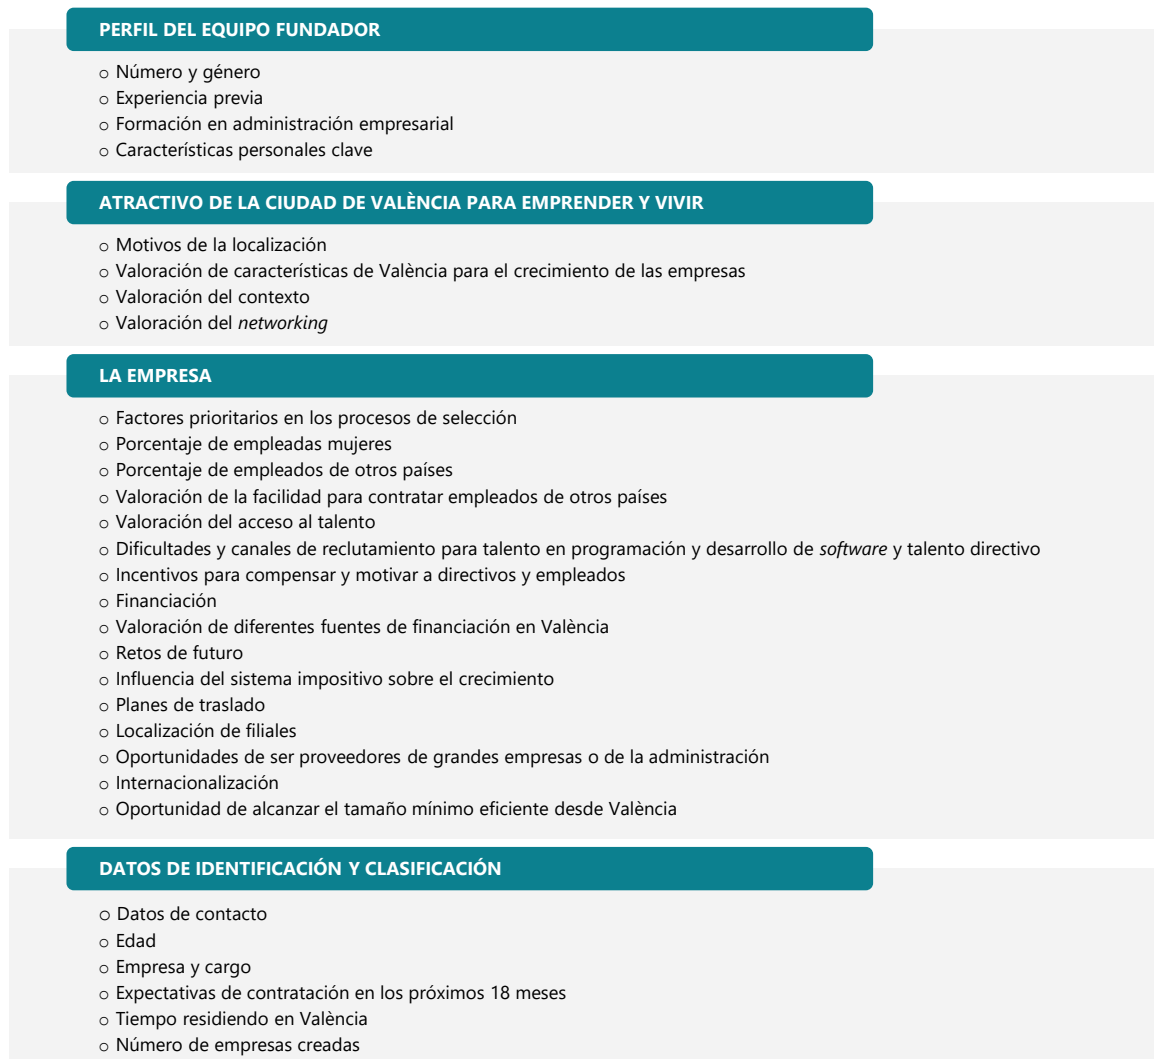 PERFIL DEL EQUIPO FUNDADOR
o Número y género
o Experiencia previa
o Formación en administración empresarial
o Características personales clave
ATRACTIVO DE LA CIUDAD DE VALÈNCIA PARA EMPRENDER Y VIVIR
o Motivos de la localización
o Valoración de características de València para el crecimiento de las empresas
o Valoración del contexto
o Valoración del networking
LA EMPRESA
o Factores prioritarios en los procesos de selección
o Porcentaje de empleadas mujeres
o Porcentaje de empleados de otros países
o Valoración de la facilidad para contratar empleados de otros países
o Valoración del acceso al talento
o Dificultades y canales de reclutamiento para talento en programación y desarrollo de software y talento directivo
o Incentivos para compensar y motivar a directivos y empleados
o Financiación
o Valoración de diferentes fuentes de financiación en València
o Retos de futuro
o Influencia del sistema impositivo sobre el crecimiento
o Planes de traslado
o Localización de filiales
o Oportunidades de ser proveedores de grandes empresas o de la administración
o Internacionalización
o Oportunidad de alcanzar el tamaño mínimo eficiente desde València
DATOS DE IDENTIFICACIÓN Y CLASIFICACIÓN
o Datos de contacto
o Edad
o Empresa y cargo
o Expectativas de contratación en los próximos 18 meses
o Tiempo residiendo en València
o Número de empresas creadas